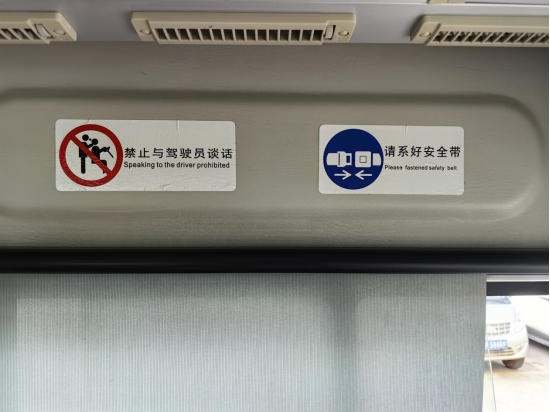 禁止与驾驶员谈话
Speaking to the driver prohibited
请系好安全带
Please fastened safety belt